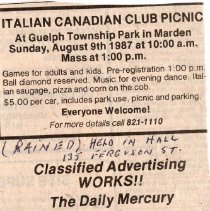 ITALIAN CANADIAN CLUB PICNIC
At Guelph Township Park in Marden
Sunday, August 9th 1987 at 10:00 a.m.
Mass at 1:00 p.m.
Games for adults and kids. Pre-registration 1:00 p.m.
Ball diamond reserved. Music for evening dance. Ital-
ian saugage, pizza and corn on the cob.
$5.00 per car, includes park use, picnic and parking.
Everyone Welcome!
For more details call 821-1110
(RAINED) HELD IN HALL
135 FERGUSON ST.
Classified Advertising
WORKS!!
The Daily Mercury